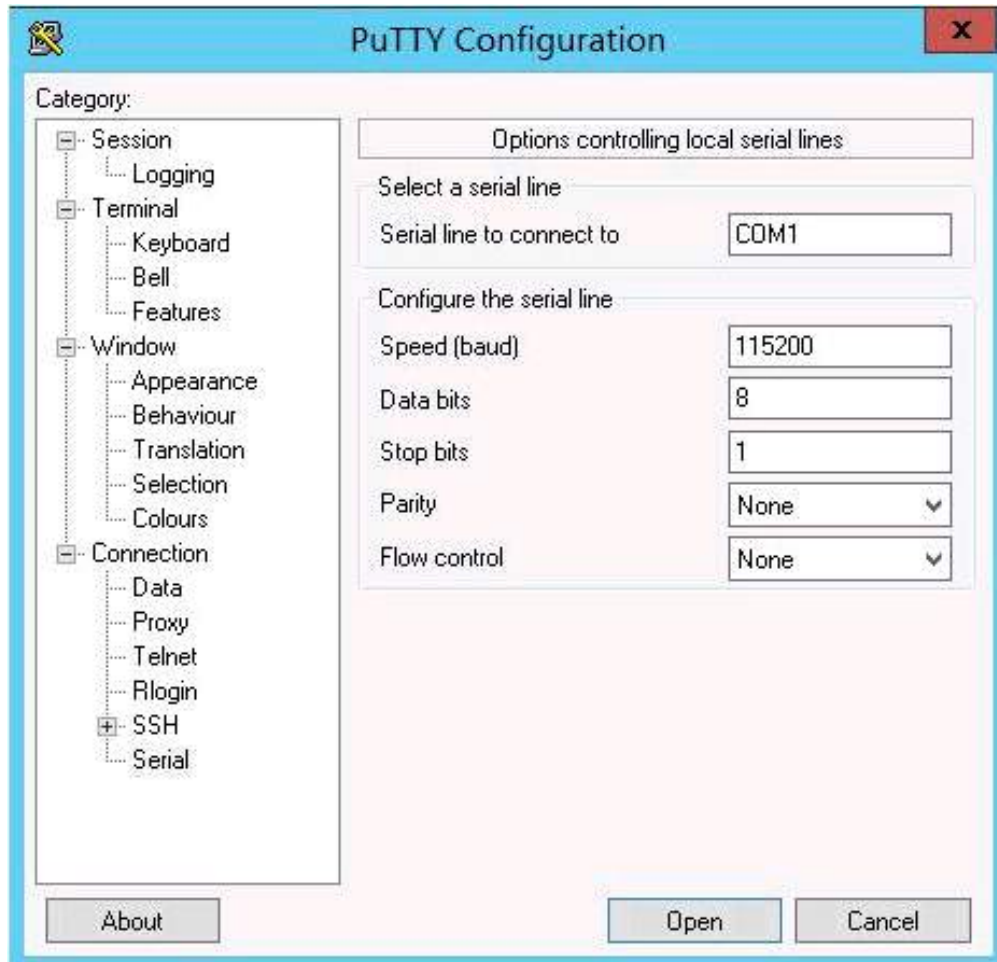 PuTTY Configuration
x
Category:
Session
Logging
Terminal
Keyboard
Bell
Features
Window
Appearance
Behaviour
Translation
Selection
Colours
Connection
Data
Proxy
Telnet
Rlogin
SSH
Serial
Options controlling local serial lines
Select a serial line
Serial line to connect to COM1
Configure the serial line
Speed (baud) 115200
Data bits 8
Stop bits 1
Parity None
Flow control None
About Open Cancel